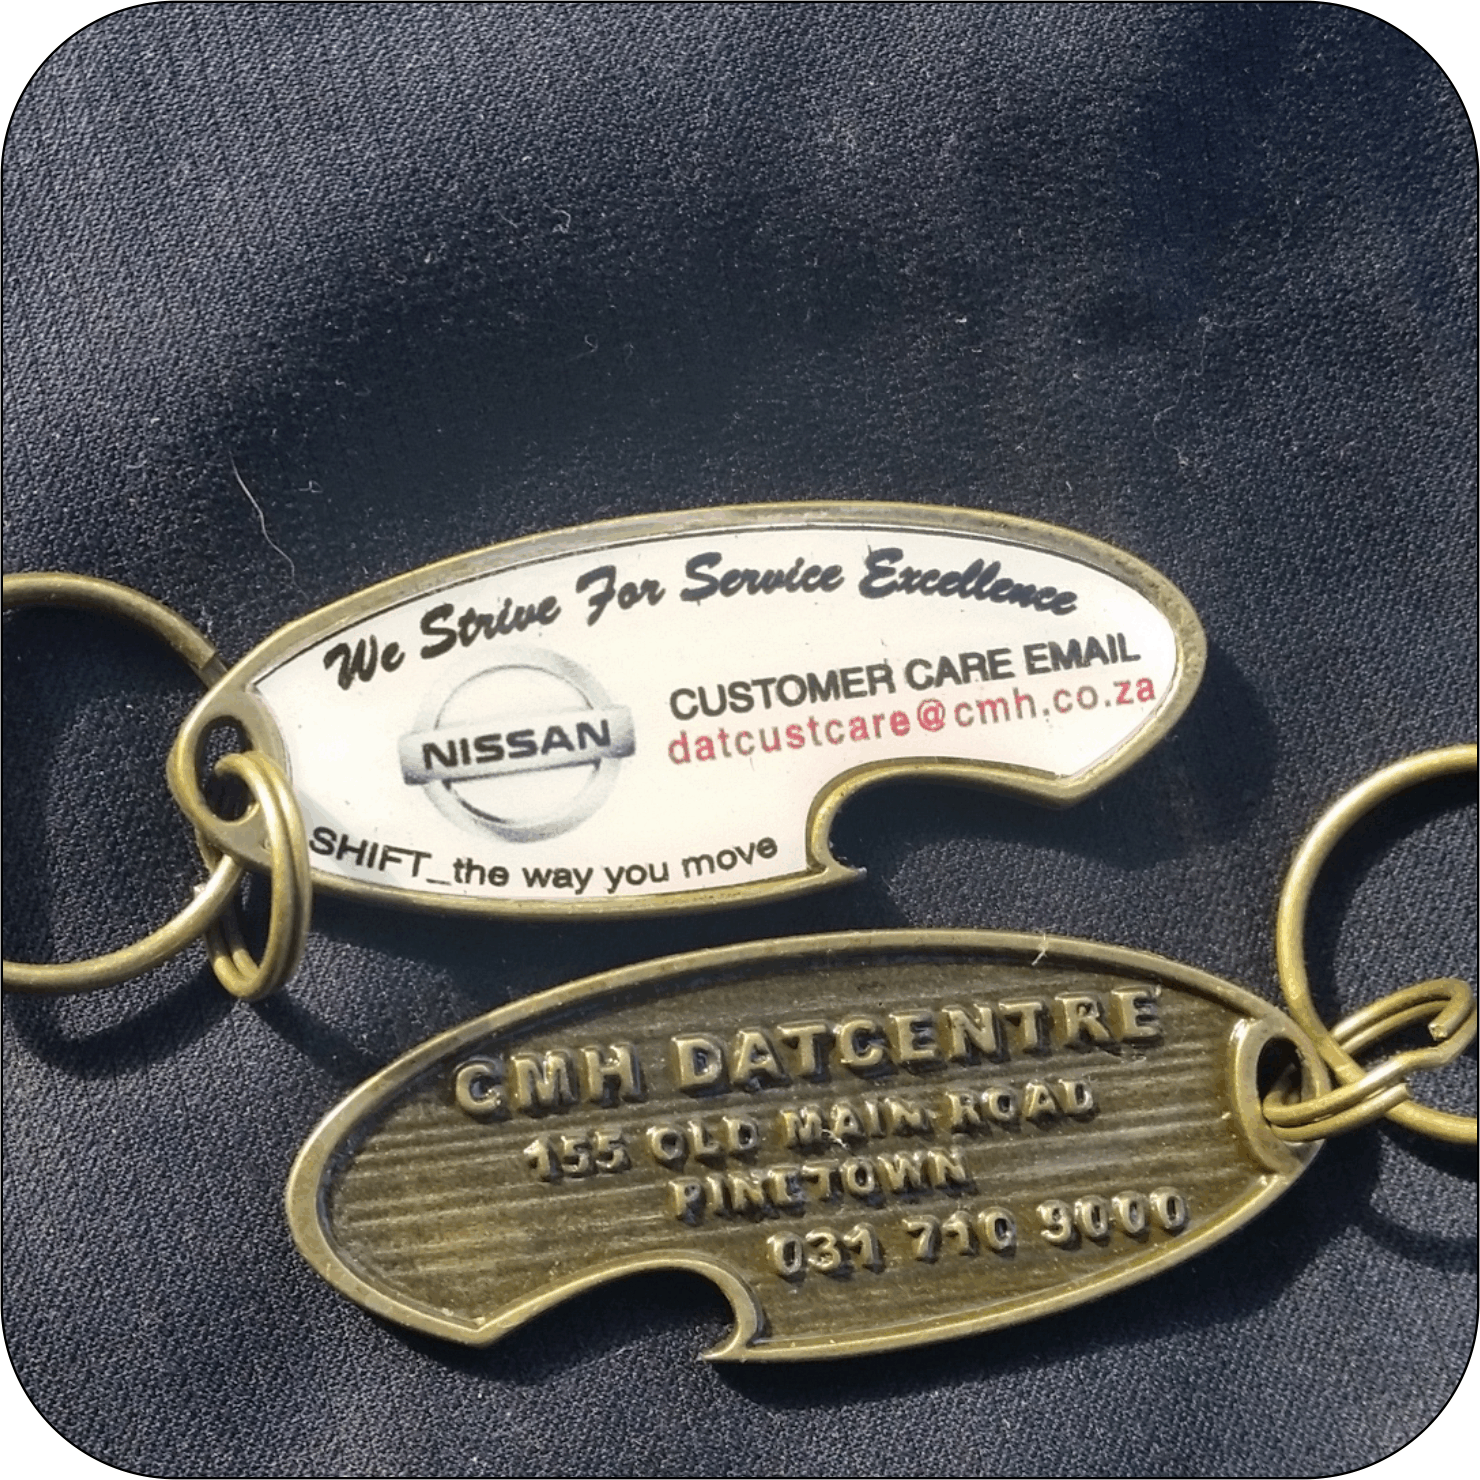 We Strive For Service Excellence
CUSTOMER CARE EMAIL
datcustcare@cmh.co.za
NISSAN
SHIFT_the way you move
CMH DATCENTRE
155 OLD MAIN ROAD
PINETOWN
031 710 9000